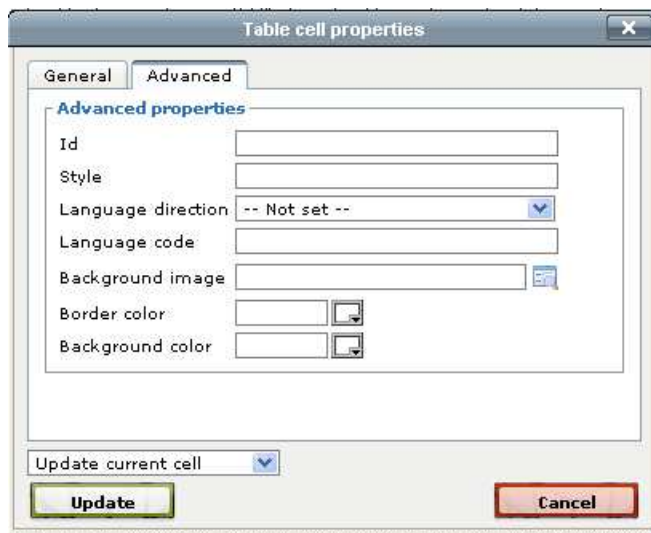 Table cell properties
General Advanced
Advanced properties
Id
Style
Language direction -- Not set --
Language code
Background image
Border color
Background color
Update current cell
Update Cancel